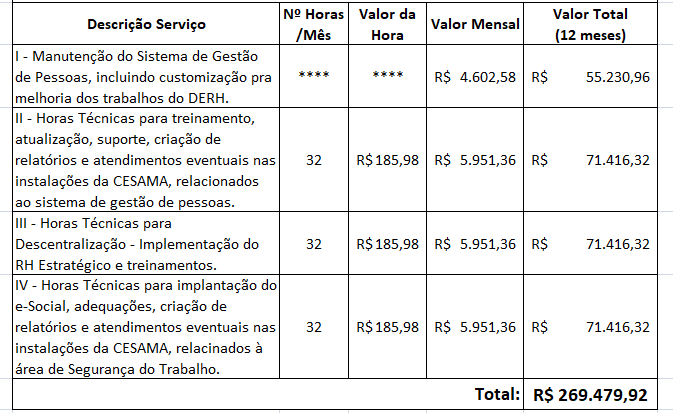 Descrição Serviço
Nº Horas
/Mês
Valor da
Hora
Valor Mensal
Valor Total
(12 meses)
I - Manutenção do Sistema de Gestão
de Pessoas, incluindo customização pra
melhoria dos trabalhos do DERH.
****
****
R$ 4.602,58
R$ 55.230,96
II - Horas Técnicas para treinamento,
atualização, suporte, criação de
relatórios e atendimentos eventuais nas
instalações da CESAMA, relacionados
ao sistema de gestão de pessoas.
32
R$185,98
R$ 5.951,36
R$ 71.416,32
III - Horas Técnicas para
Descentralização - Implementação do
RH Estratégico e treinamentos.
32
R$185,98
R$ 5.951,36
R$ 71.416,32
IV - Horas Técnicas para implantação do
e-Social, adequações, criação de
relatórios e atendimentos eventuais nas
instalações da CESAMA, relacinados à
área de Segurança do Trabalho.
32
R$185,98
R$ 5.951,36
R$ 71.416,32
Total: R$ 269.479,92